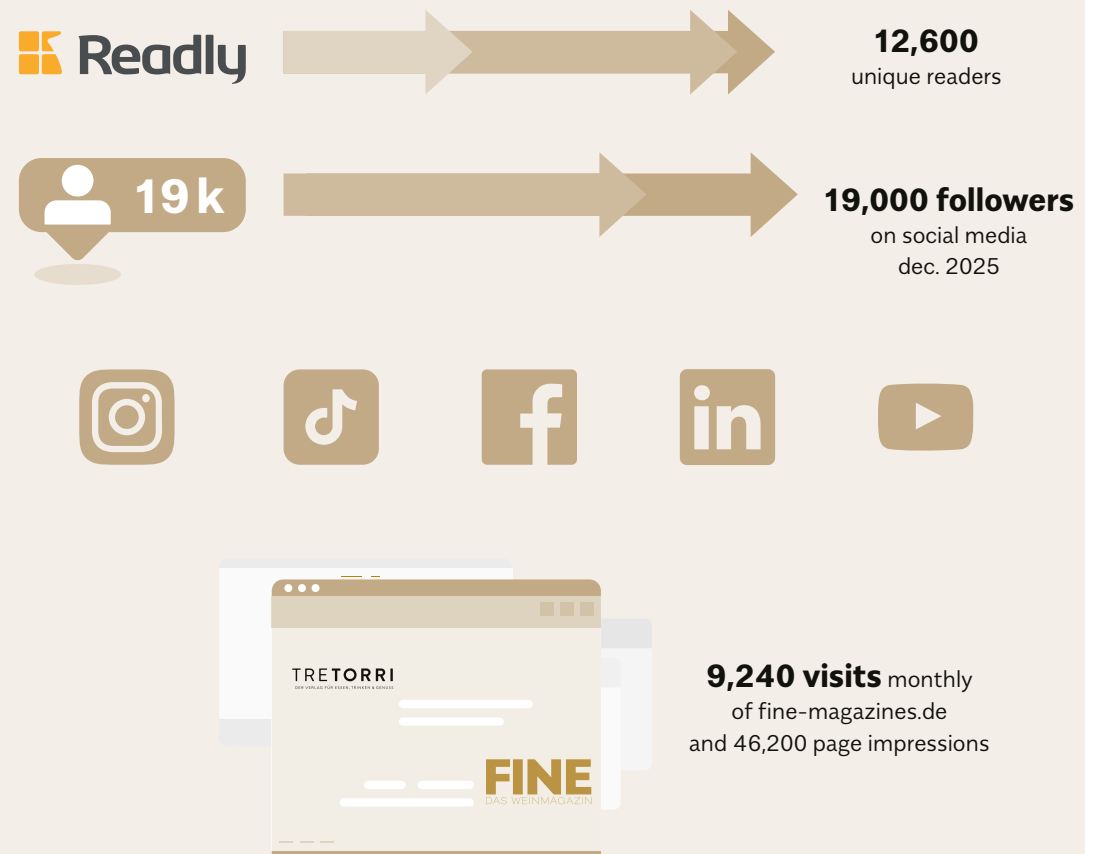 Readly
12,600
unique readers
19 k
19,000 followers
on social media
dec. 2025
in
TRETORRI
DER VERLAG FÜR ESSEN, TRINKEN & GENUSS
9,240 visits monthly
of fine-magazines.de
and 46,200 page impressions
FINE
DAS WEINMAGAZIN